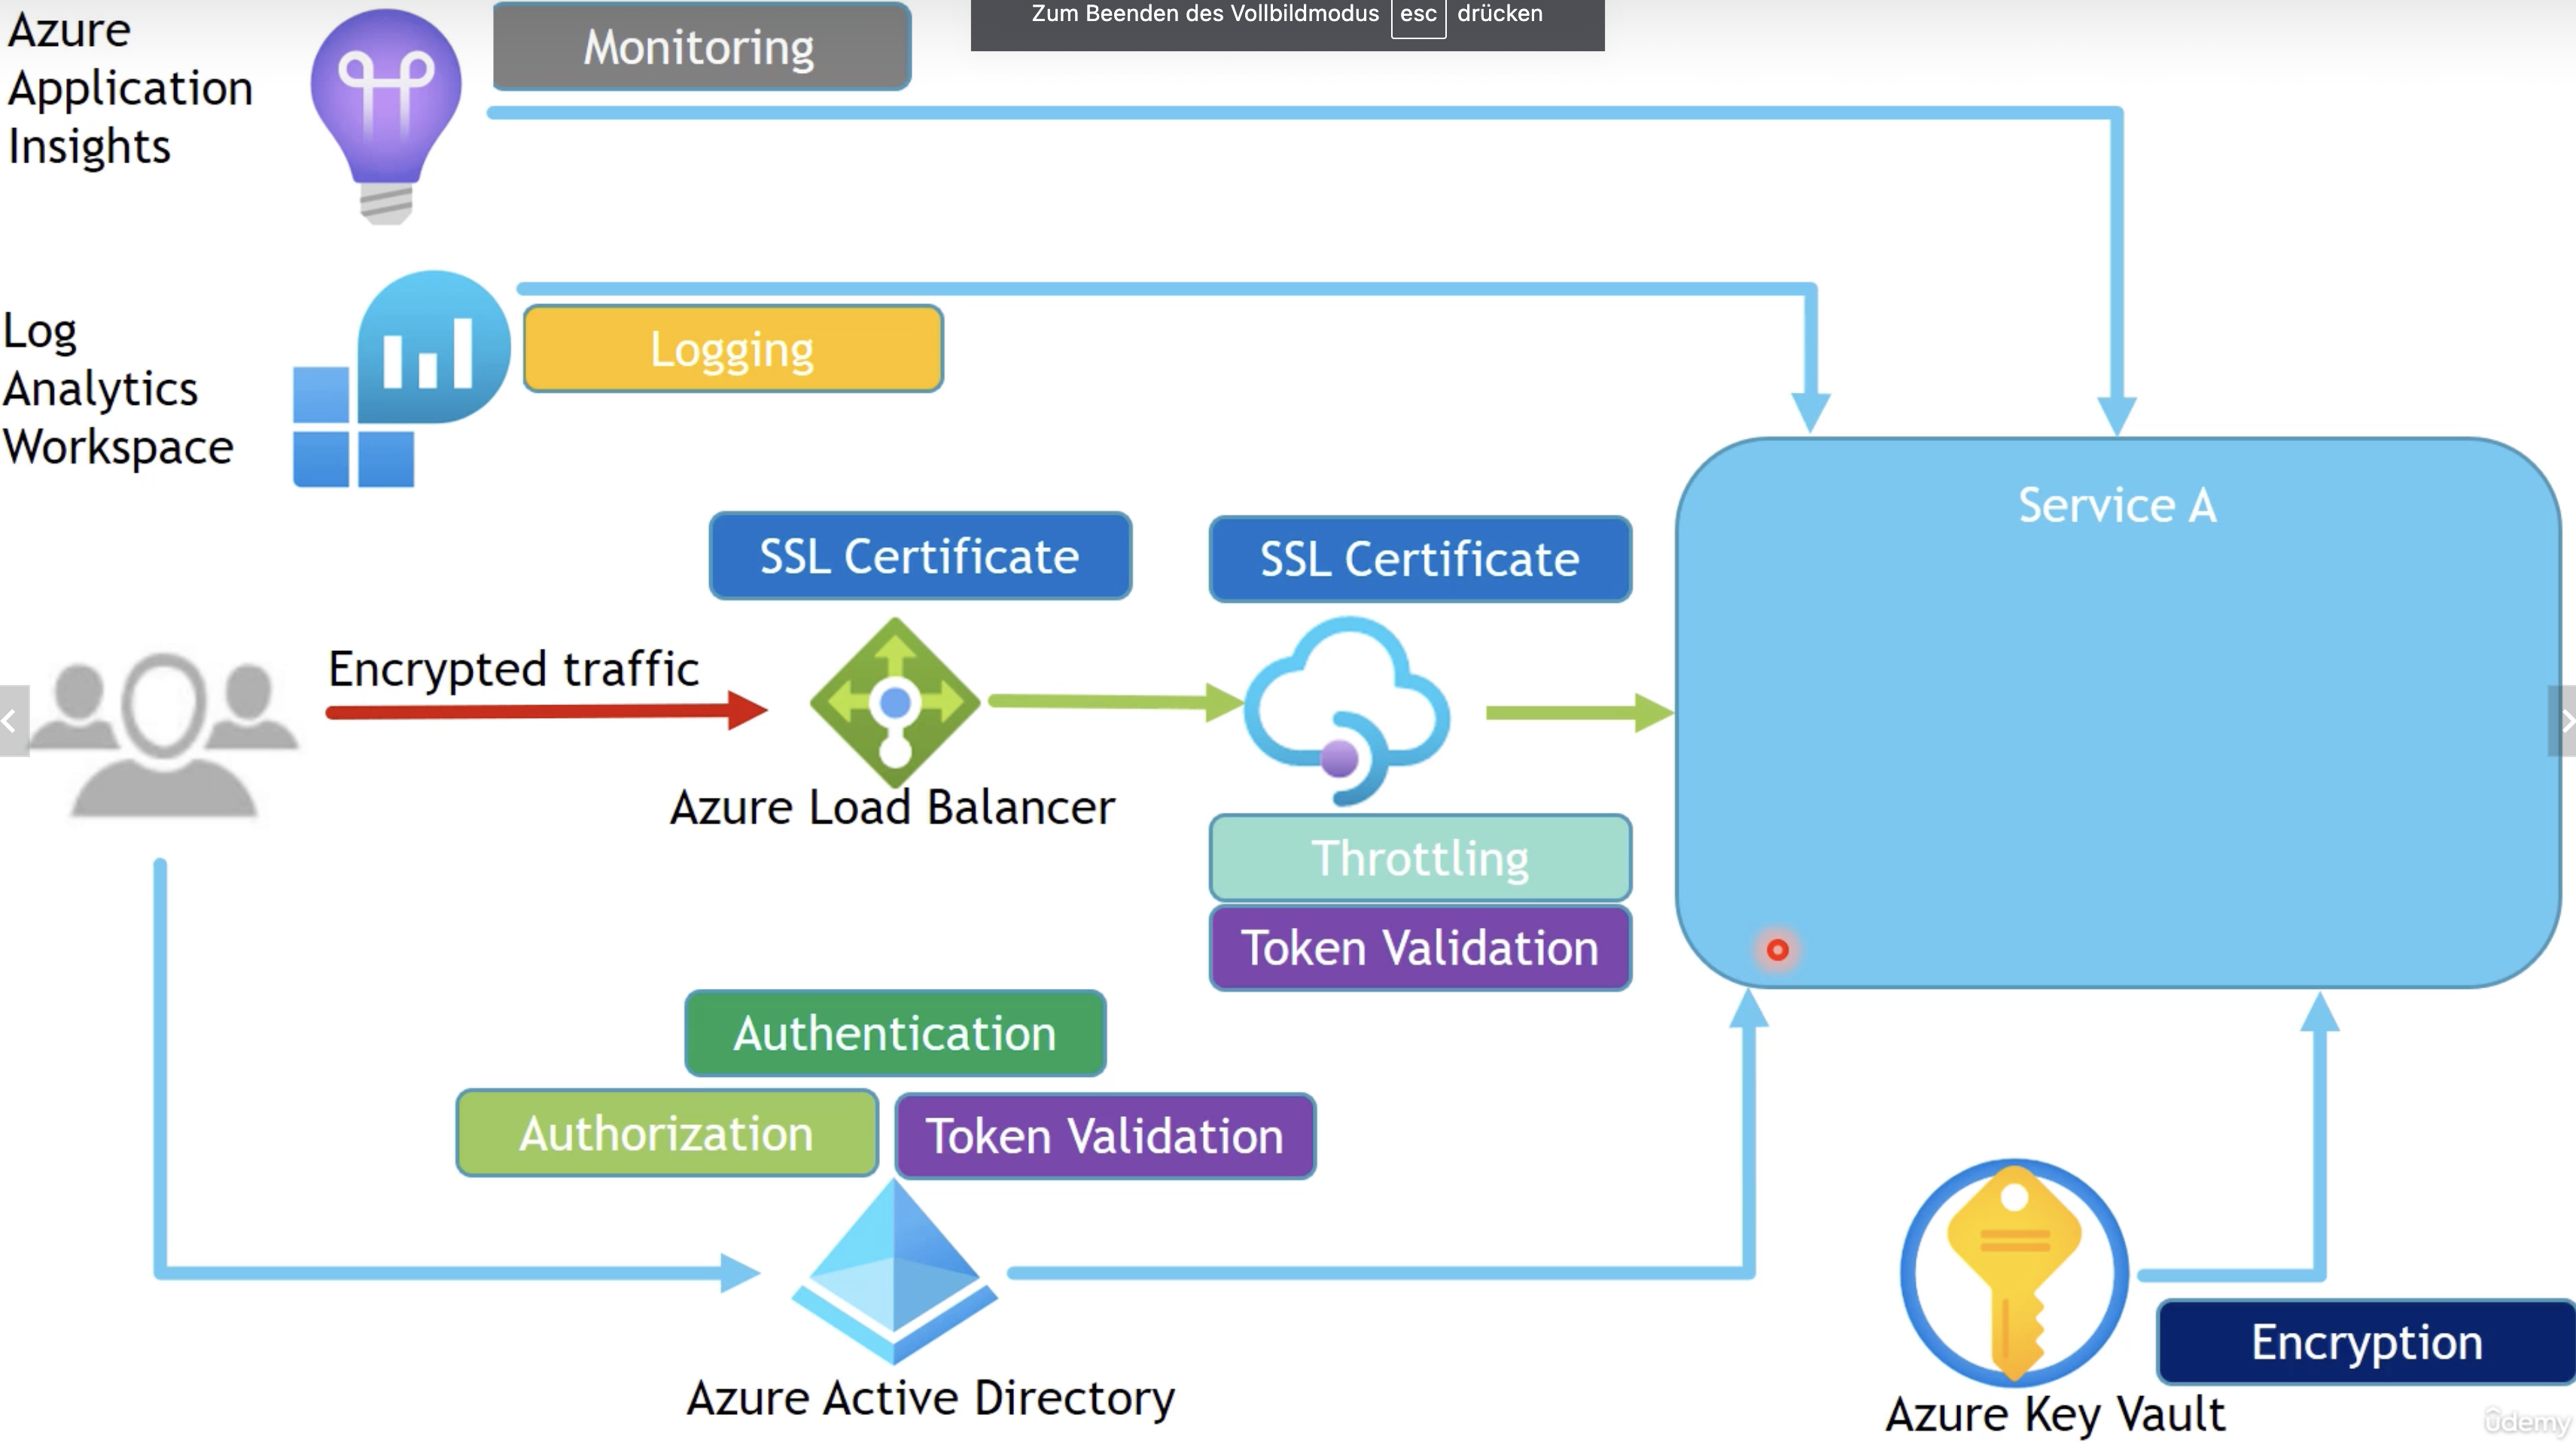 Azure
Application
Insights
Monitoring
Zum Beenden des Vollbildmodus esc drücken
Log
Analytics
Workspace
Logging
Service A
SSL Certificate
SSL Certificate
Encrypted traffic
Azure Load Balancer
Throttling
Token Validation
Authentication
Authorization
Token Validation
Azure Active Directory
Encryption
Azure Key Vault
ûdemy